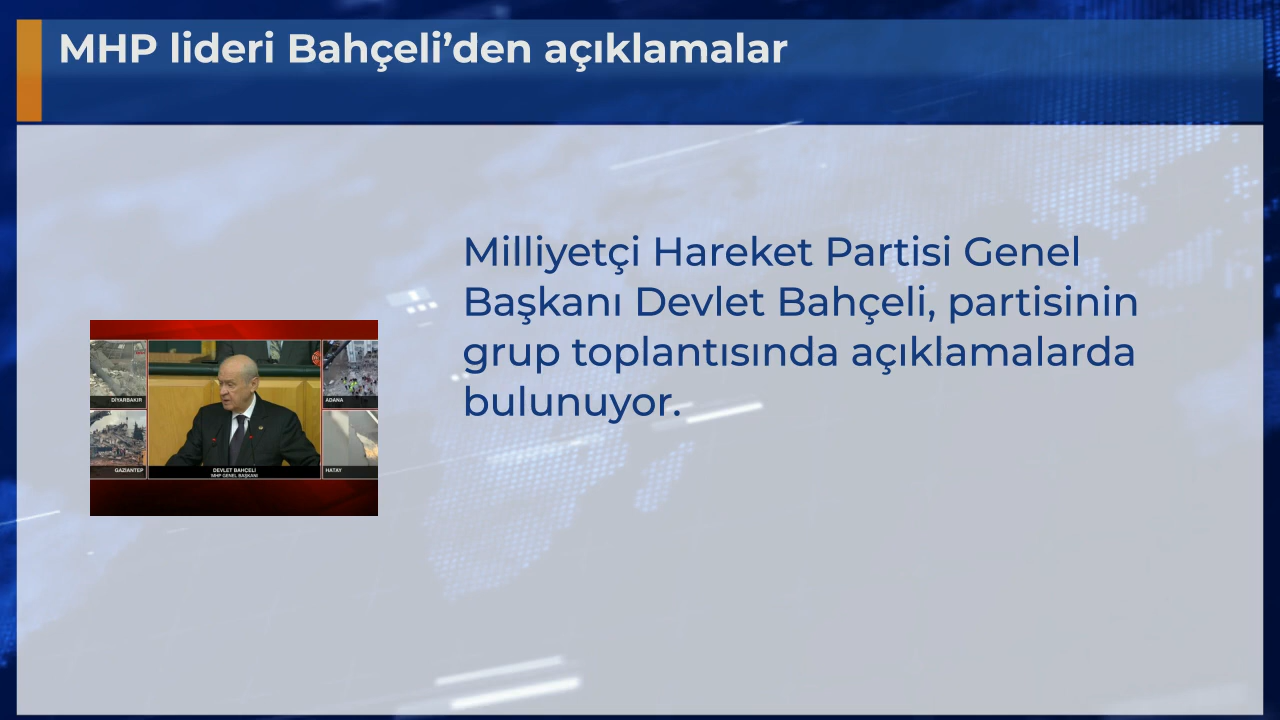 MHP lideri Bahçeli’den açıklamalar
Milliyetçi Hareket Partisi Genel
Başkanı Devlet Bahçeli, partisinin
grup toplantısında açıklamalarda
bulunuyor.
DİYARBAKIR
ADANA
GAZİANTEP
DEVLET BAHÇELİ
MHP GENEL BAŞKANI
HATAY